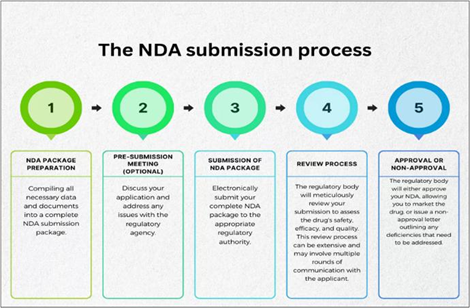 The NDA submission process
1
2
3
4
5
NDA PACKAGE
PREPARATION
Compiling all
necessary data
and documents
into a complete
NDA submission
package.
PRE-SUBMISSION
MEETING
(OPTIONAL)
Discuss your
application and
address any
issues with the
regulatory
agency.
SUBMISSION OF
NDA PACKAGE
Electronically
submit your
complete NDA
package to the
appropriate
regulatory
authority.
REVIEW PROCESS
The regulatory body
will meticulously
review your
submission to assess
the drug's safety,
efficacy, and quality.
This review process
can be extensive and
may involve multiple
rounds of
communication with
the applicant.
APPROVAL OR
NON-APPROVAL
The regulatory body
will either approve
your NDA, allowing
you to market the
drug, or issue a non-
approval letter
outlining any
deficiencies that need
to be addressed.